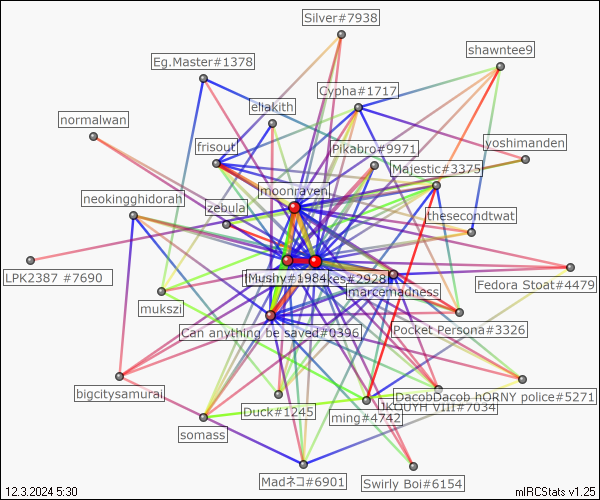 Silver#7938
shawntee9
Eg.Master#1378
Cypha#1717
eliakith
normalwan
frisout
Pikabro#9971
yoshimanden
Majestic#3375
moonraven
neokingghidorah
zebula
thesecondtwat
LPK2387 #7690
[Mushy#1984
kes#2928
Fedora Stoat#4479
marcemadness
mukszi
Can anything be saved#0396
Pocket Persona#3326
bigcitysamurai
DacobDacob hORNY police#5271
VIII#7034
Duck#1245
ming#4742
somass
Madネコ#6901
Swirly Boi#6154
12.3.2024 5:30
mIRCStats v1.25